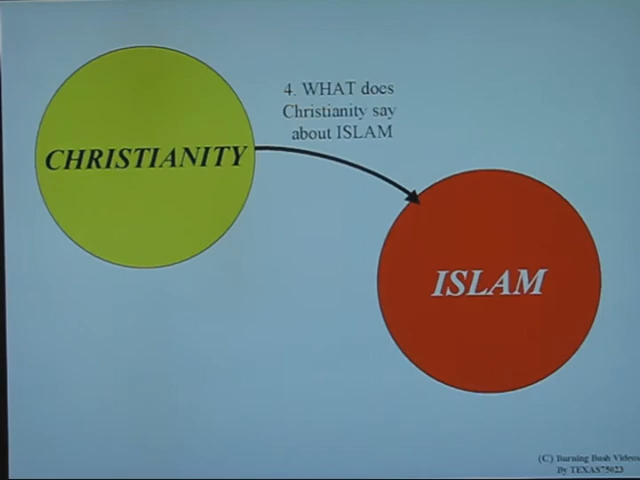 4. WHAT does
Christianity say
about ISLAM
CHRISTIANITY
ISLAM
(C) Burning Bush Videos
By TEXAS75023